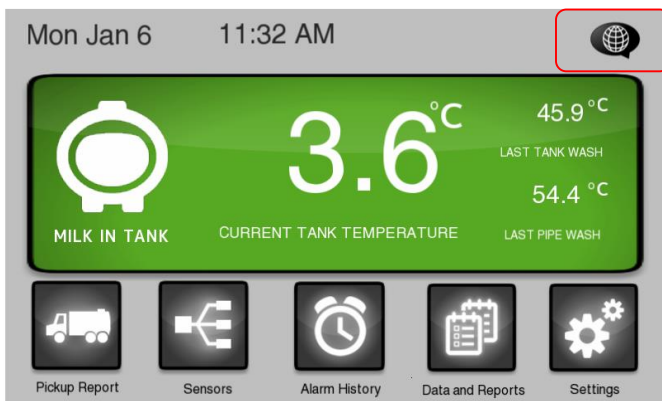 Mon Jan 6 11:32 AM
3.6°C
45.9 °C
LAST TANK WASH
54.4 °C
MILK IN TANK CURRENT TANK TEMPERATURE LAST PIPE WASH
Pickup Report Sensors Alarm History Data and Reports Settings